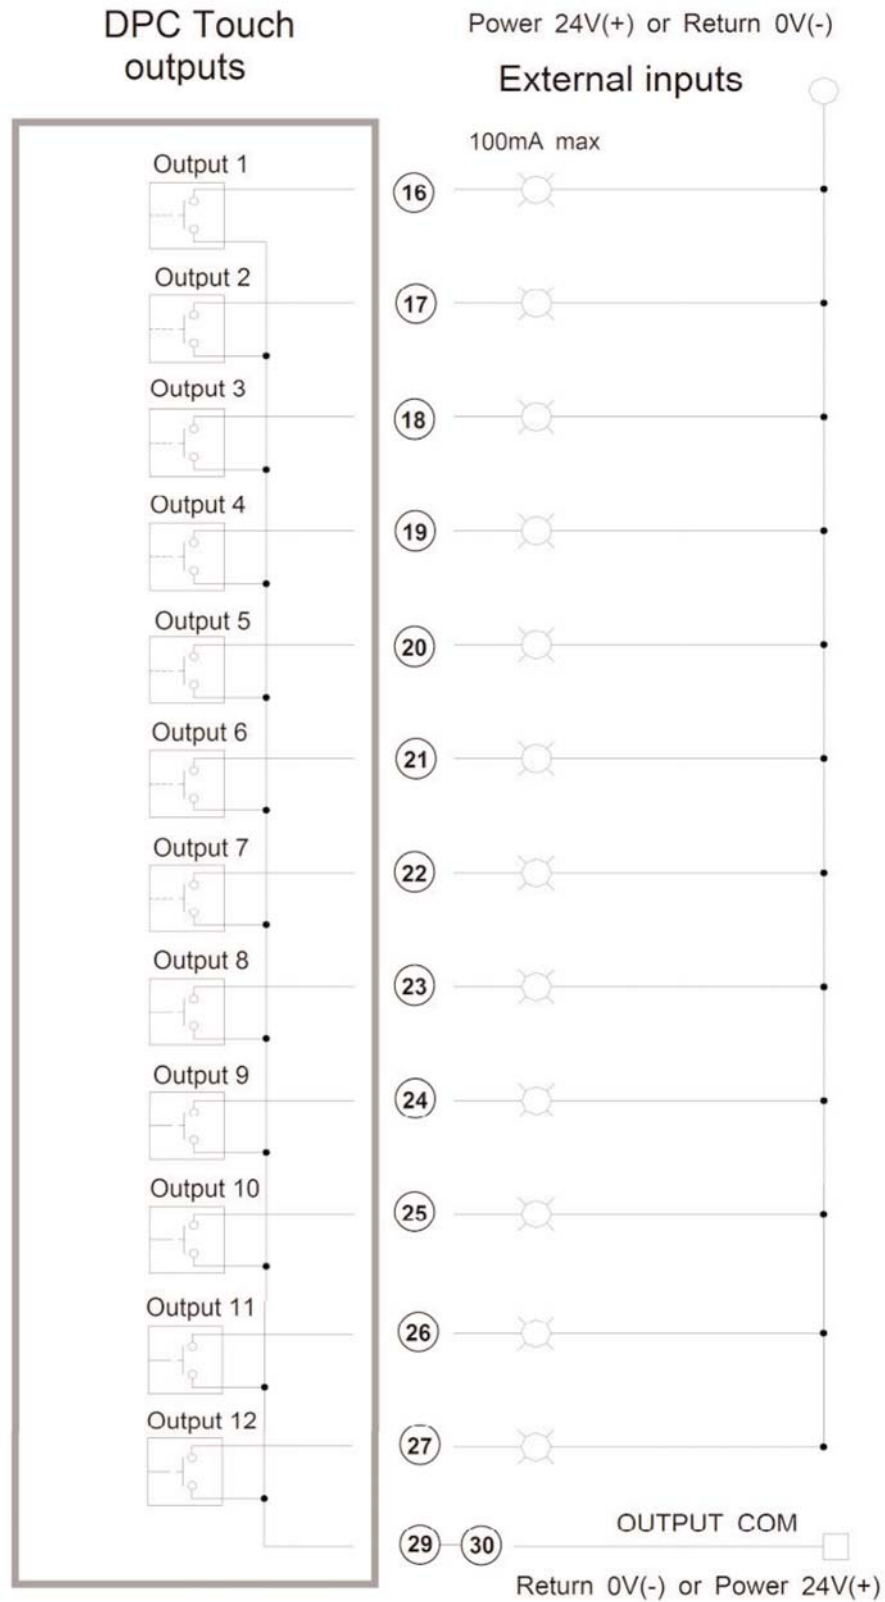 DPC Touch
outputs
Power 24V(+) or Return 0V(-)
External inputs
100mA max
Output 1
16
Output 2
17
Output 3
18
Output 4
19
Output 5
20
Output 6
21
Output 7
22
Output 8
23
Output 9
24
Output 10
25
Output 11
26
Output 12
27
29 30
OUTPUT COM
Return 0V(-) or Power 24V(+)